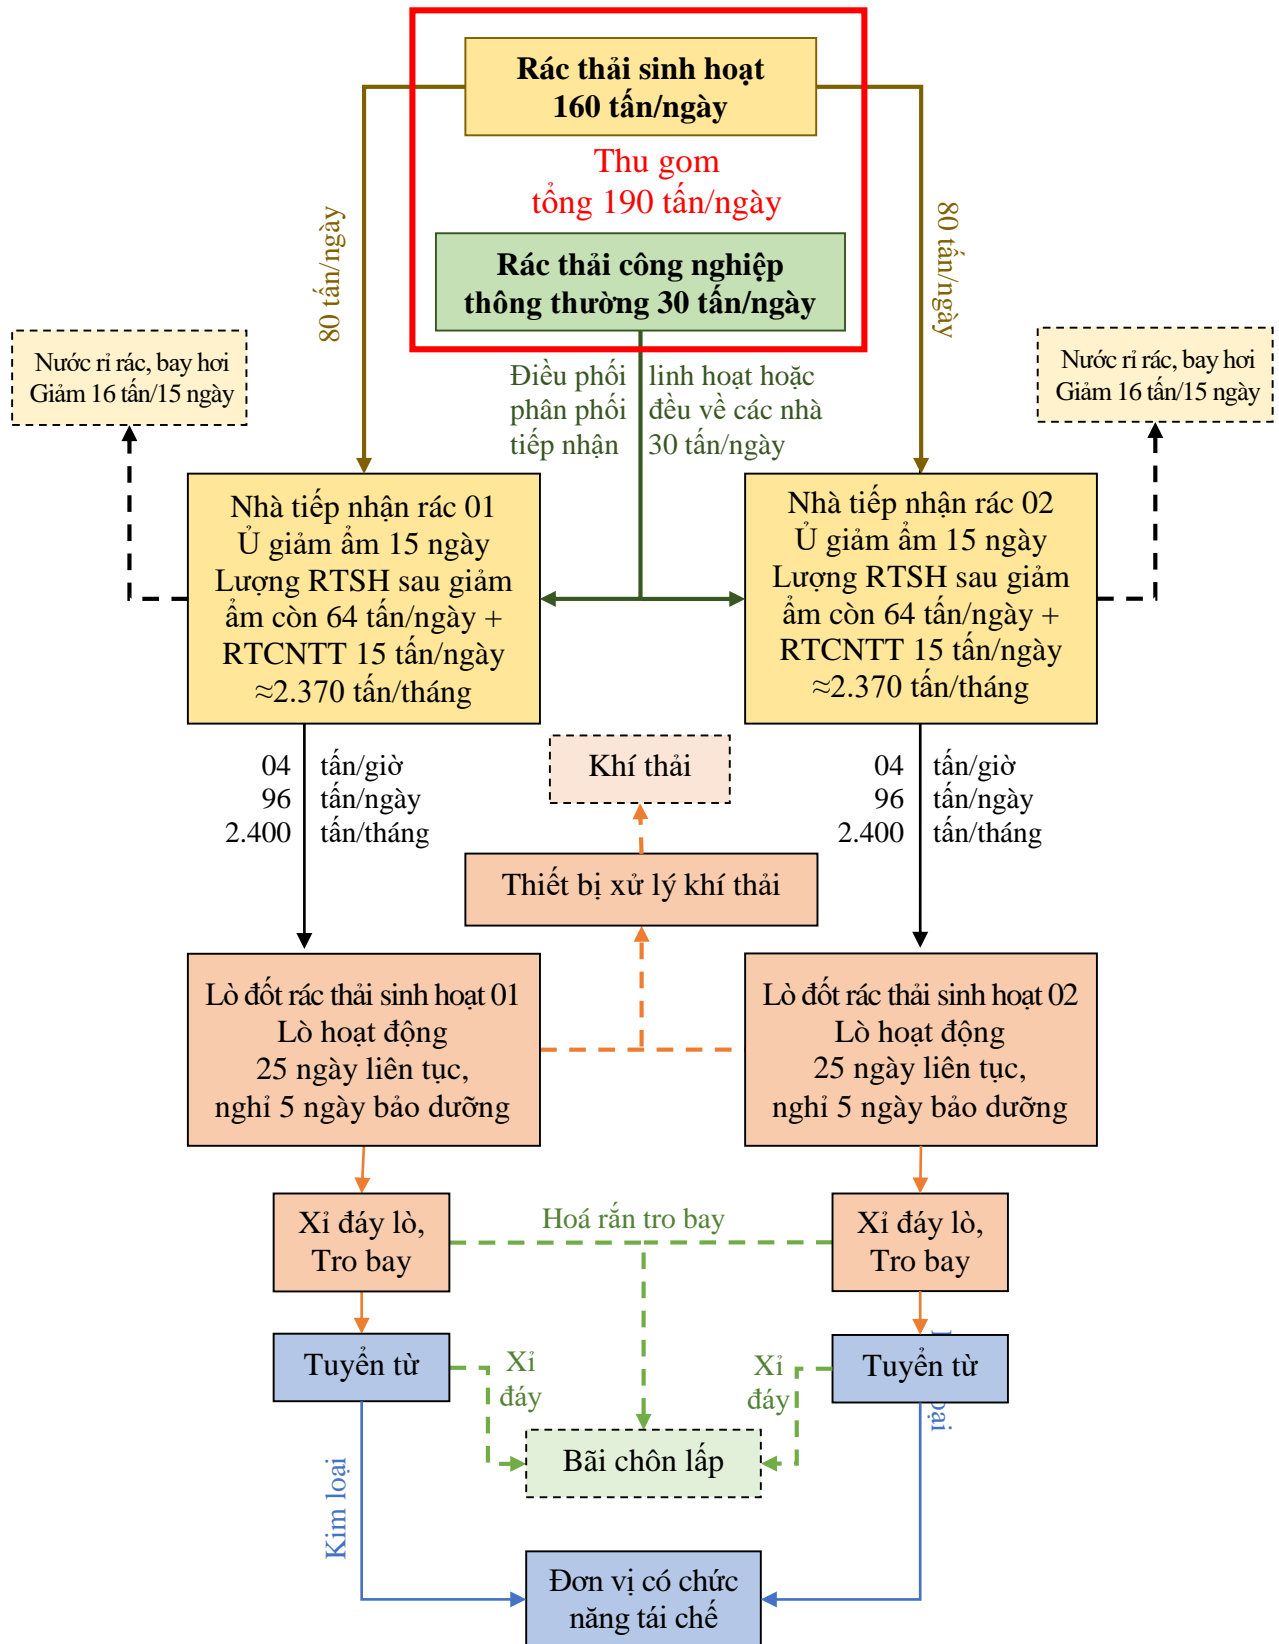 Rác thải sinh hoạt
160 tấn/ngày
Thu gom
tổng 190 tấn/ngày
Rác thải công nghiệp
thông thường 30 tấn/ngày
80 tấn/ngày
80 tấn/ngày
Nước rỉ rác, bay hơi
Giảm 16 tấn/15 ngày
Điều phối linh hoạt hoặc
phân phối đều về các nhà
tiếp nhận 30 tấn/ngày
Nước rỉ rác, bay hơi
Giảm 16 tấn/15 ngày
Nhà tiếp nhận rác 01
Ủ giảm ẩm 15 ngày
Lượng RTSH sau giảm
ẩm còn 64 tấn/ngày +
RTCNTT 15 tấn/ngày
≈2.370 tấn/tháng
Nhà tiếp nhận rác 02
Ủ giảm ẩm 15 ngày
Lượng RTSH sau giảm
ẩm còn 64 tấn/ngày +
RTCNTT 15 tấn/ngày
≈2.370 tấn/tháng
04 tấn/giờ
96 tấn/ngày
2.400 tấn/tháng
Khí thải
04 tấn/giờ
96 tấn/ngày
2.400 tấn/tháng
Thiết bị xử lý khí thải
Lò đốt rác thải sinh hoạt 01
Lò hoạt động
25 ngày liên tục,
nghỉ 5 ngày bảo dưỡng
Lò đốt rác thải sinh hoạt 02
Lò hoạt động
25 ngày liên tục,
nghỉ 5 ngày bảo dưỡng
Xỉ đáy lò,
Tro bay
Hoá rắn tro bay
Xỉ đáy lò,
Tro bay
Tuyển từ
Xỉ
đáy
Xỉ
đáy
Tuyển từ
Bãi chôn lấp
Kim loại
Đơn vị có chức
năng tái chế